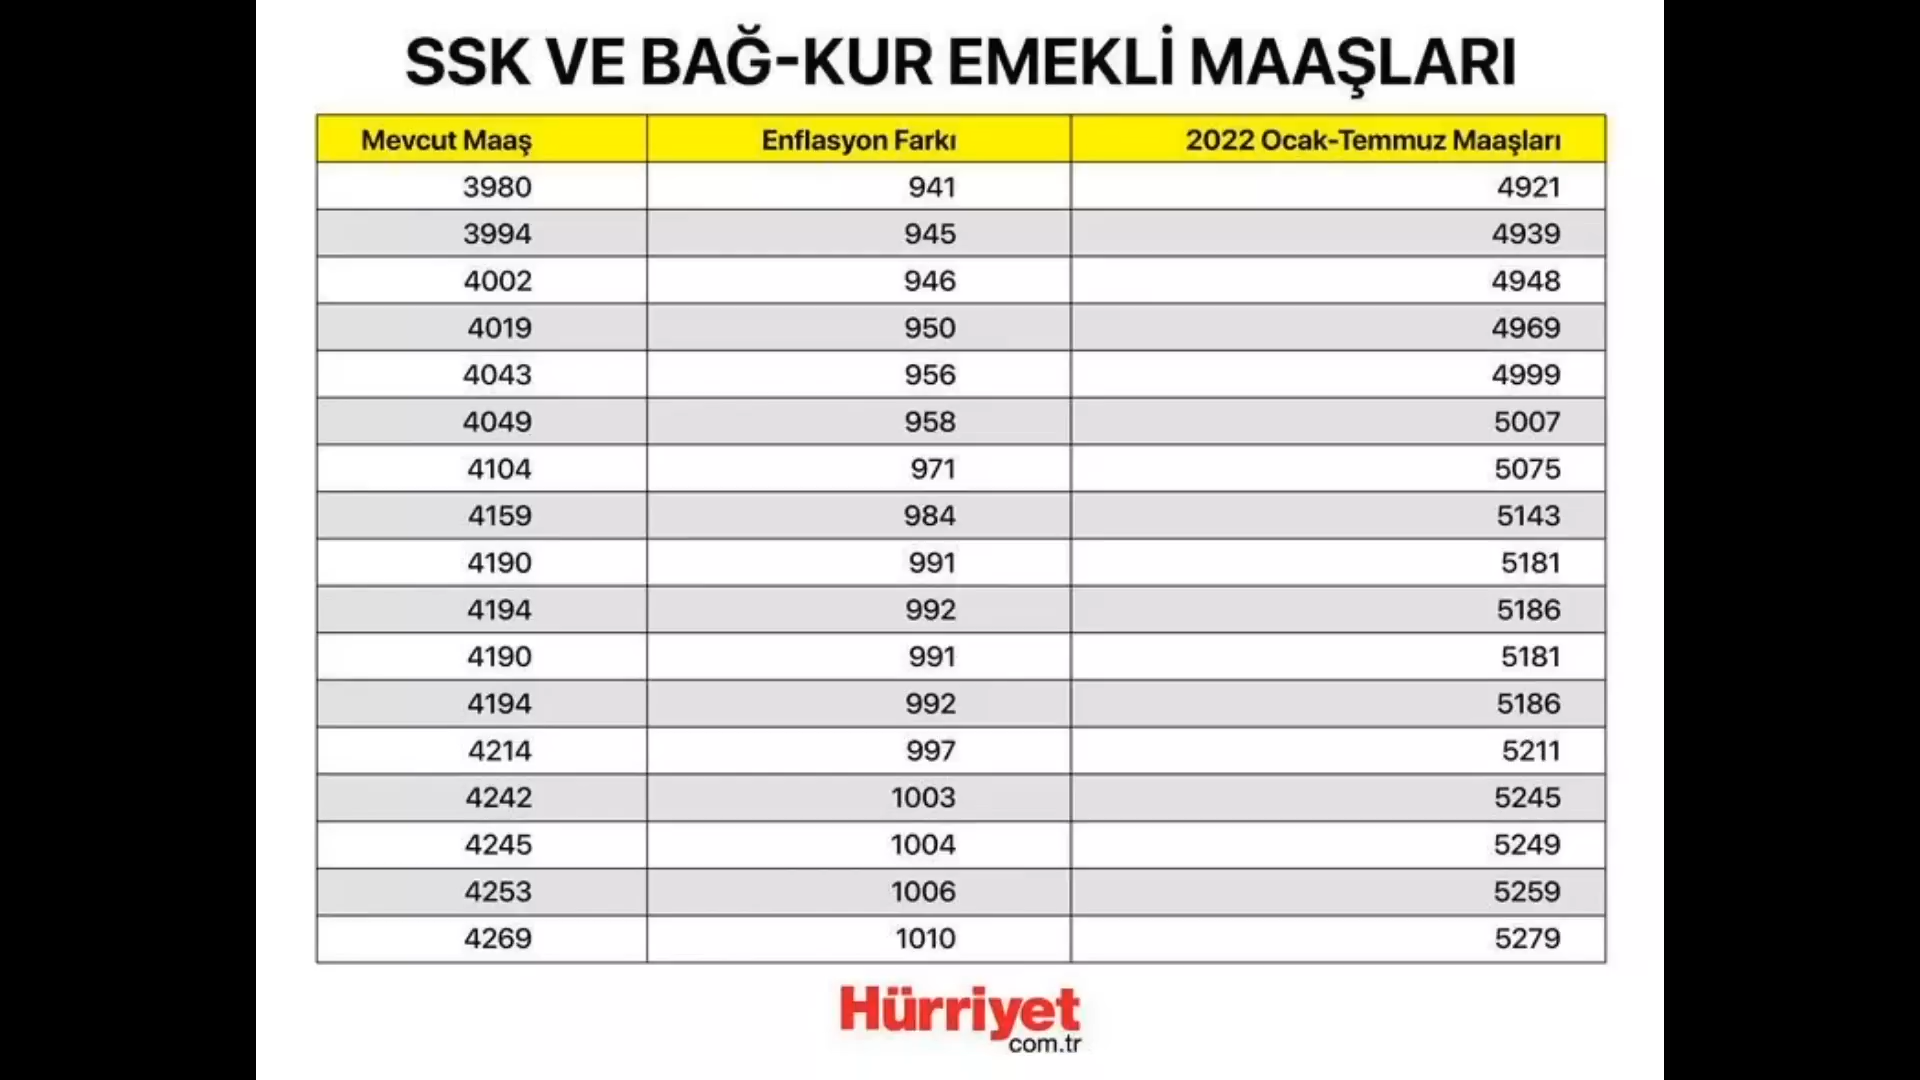 SSK VE BAĞ-KUR EMEKLİ MAAŞLARI
Mevcut Maaş Enflasyon Farkı 2022 Ocak-Temmuz Maaşları
3980 941 4921
3994 945 4939
4002 946 4948
4019 950 4969
4043 956 4999
4049 958 5007
4104 971 5075
4159 984 5143
4190 991 5181
4194 992 5186
4190 991 5181
4194 992 5186
4214 997 5211
4242 1003 5245
4245 1004 5249
4253 1006 5259
4269 1010 5279
Hürriyet
com.tr